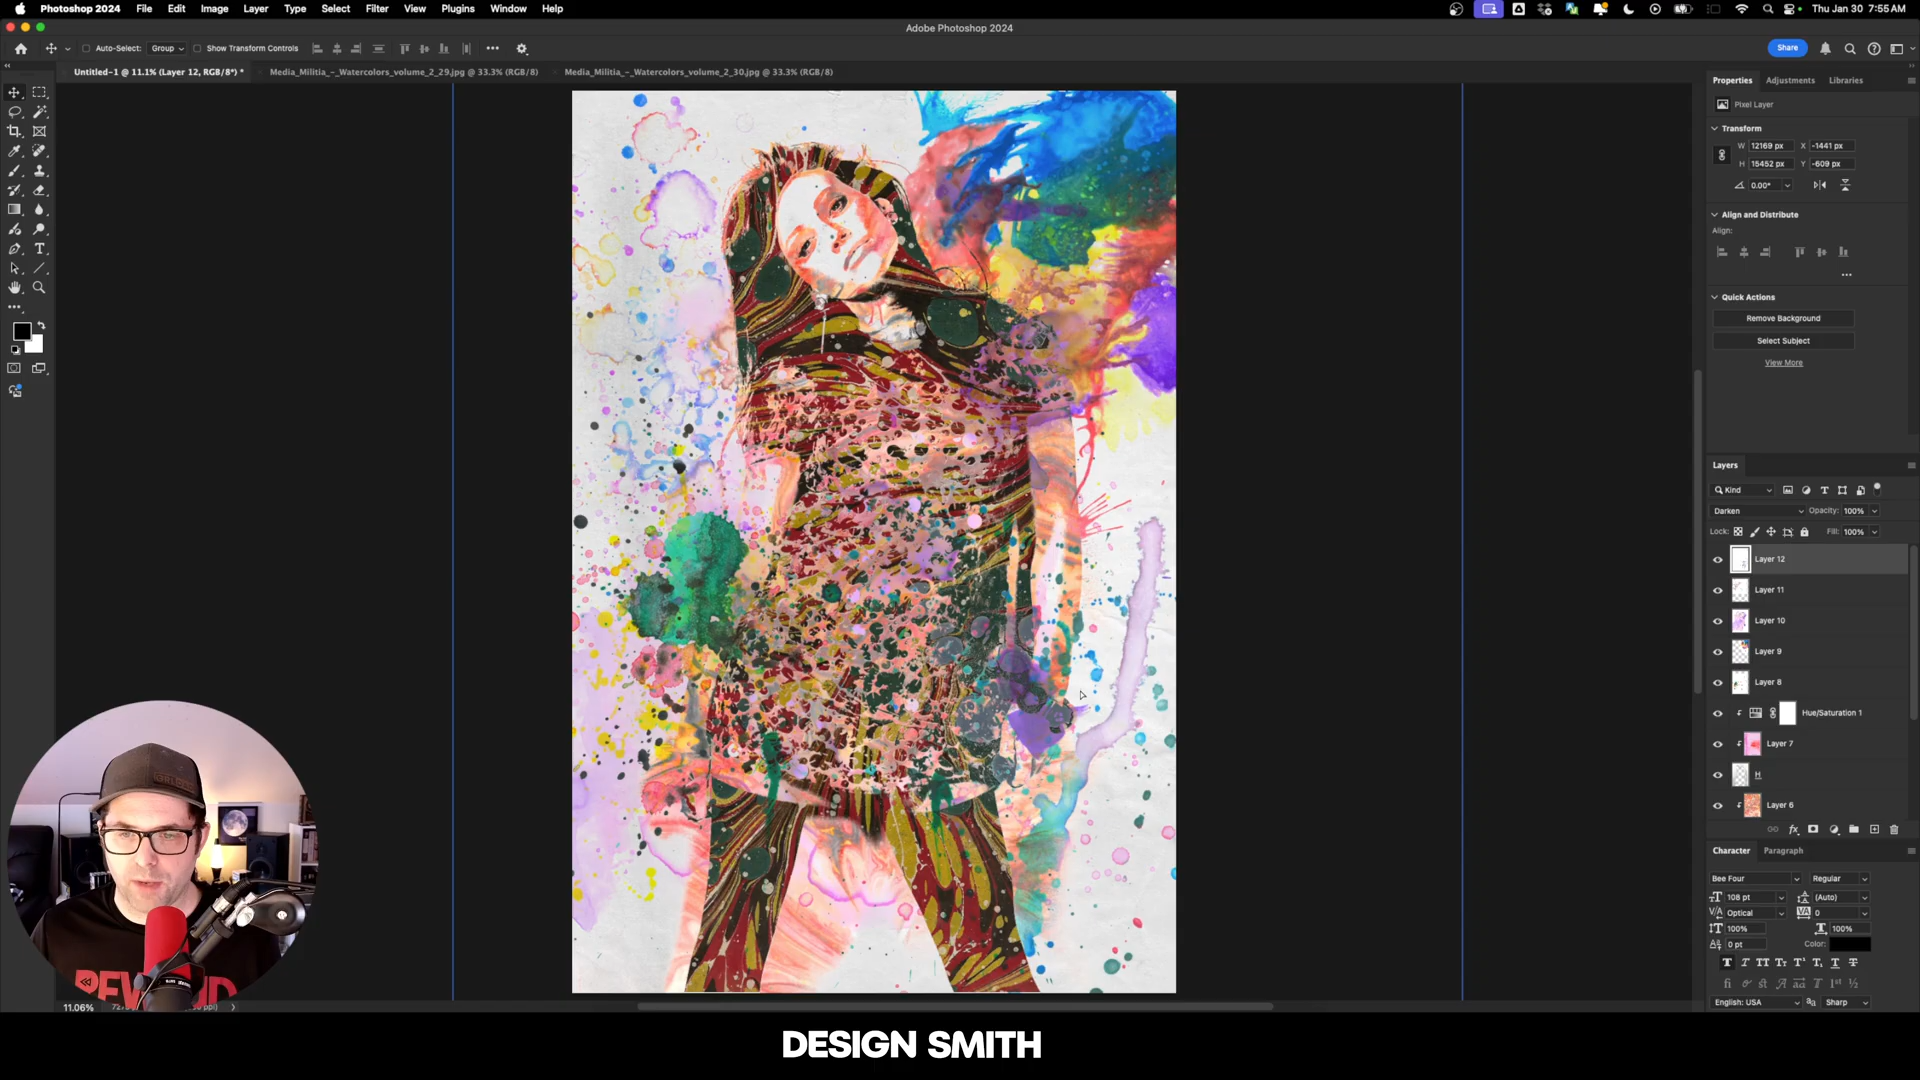 Photoshop 2024 File Edit Image Layer Type Select Filter View Plugins Window Help
Thu Jan 30 7:55 AM
Adobe Photoshop 2024
Auto-Select: Group Show Transform Controls
Share
Untitled-1 @ 11.1% (Layer 12, RGB/8*) *
Media_Militia_-_Watercolors_volume_2_29.jpg @ 33.3% (RGB/8)
Media_Militia_-_Watercolors_volume_2_30.jpg @ 33.3% (RGB/8)
Properties Adjustments Libraries
Pixel Layer
Transform
W 12169 px X -1441 px
H 15452 px Y -609 px
0.00°
Align and Distribute
Align:
Quick Actions
Remove Background
Select Subject
View More
Layers
Kind
Darken Opacity: 100%
Lock: Fill: 100%
Layer 12
Layer 11
Layer 10
Layer 9
Layer 8
Hue/Saturation 1
Layer 7
H
Layer 6
fx
Character Paragraph
Bee Four Regular
108 pt (Auto)
Optical 0
100% 100%
0 pt Color:
English: USA Sharp
11.06%
DESIGN SMITH